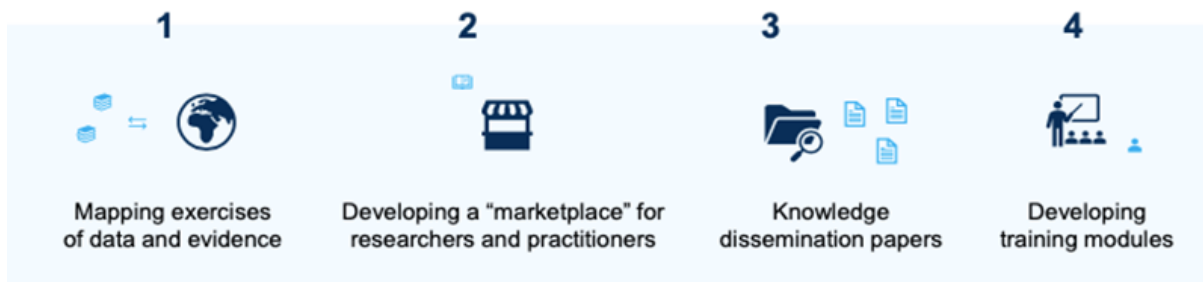 1
2
3
4
Mapping exercises
of data and evidence
Developing a “marketplace” for
researchers and practitioners
Knowledge
dissemination papers
Developing
training modules